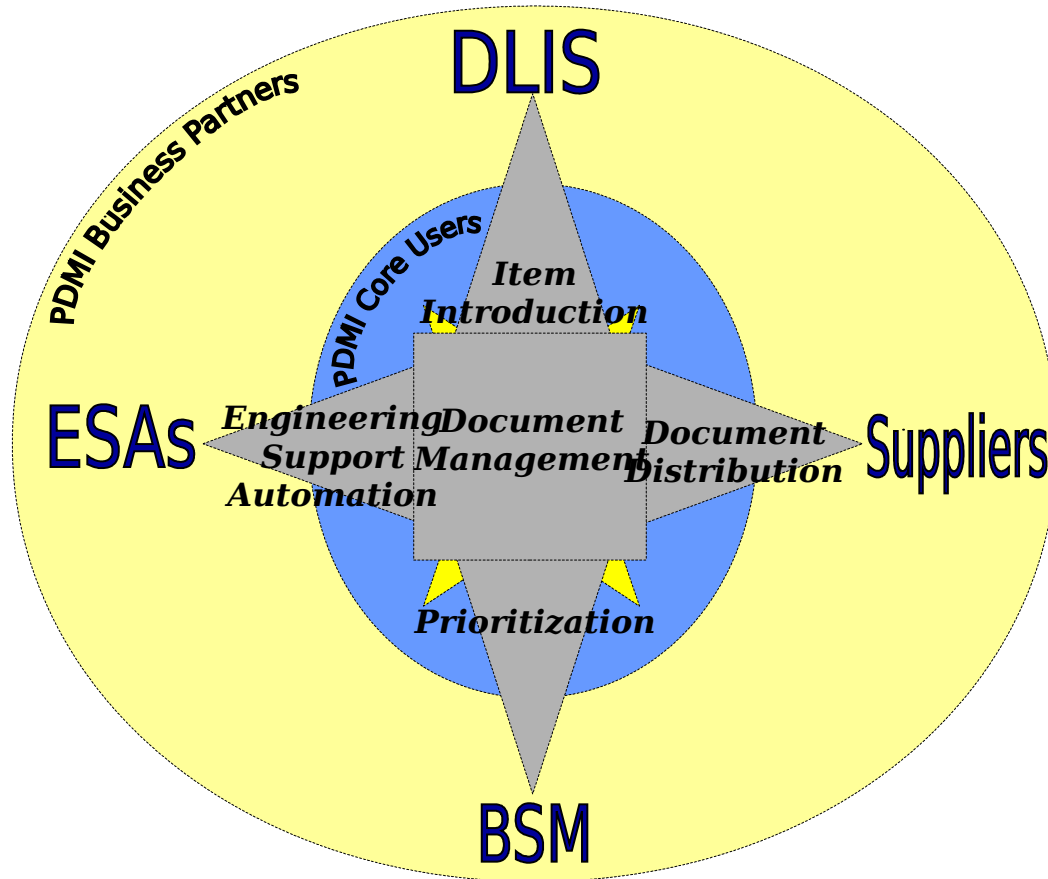 DLIS
PDMI Business Partners
PDMI Core Users
Item
Introduction
ESAs
Engineering
Support
Automation
Document
Management
Document
Distribution
Suppliers
Prioritization
BSM